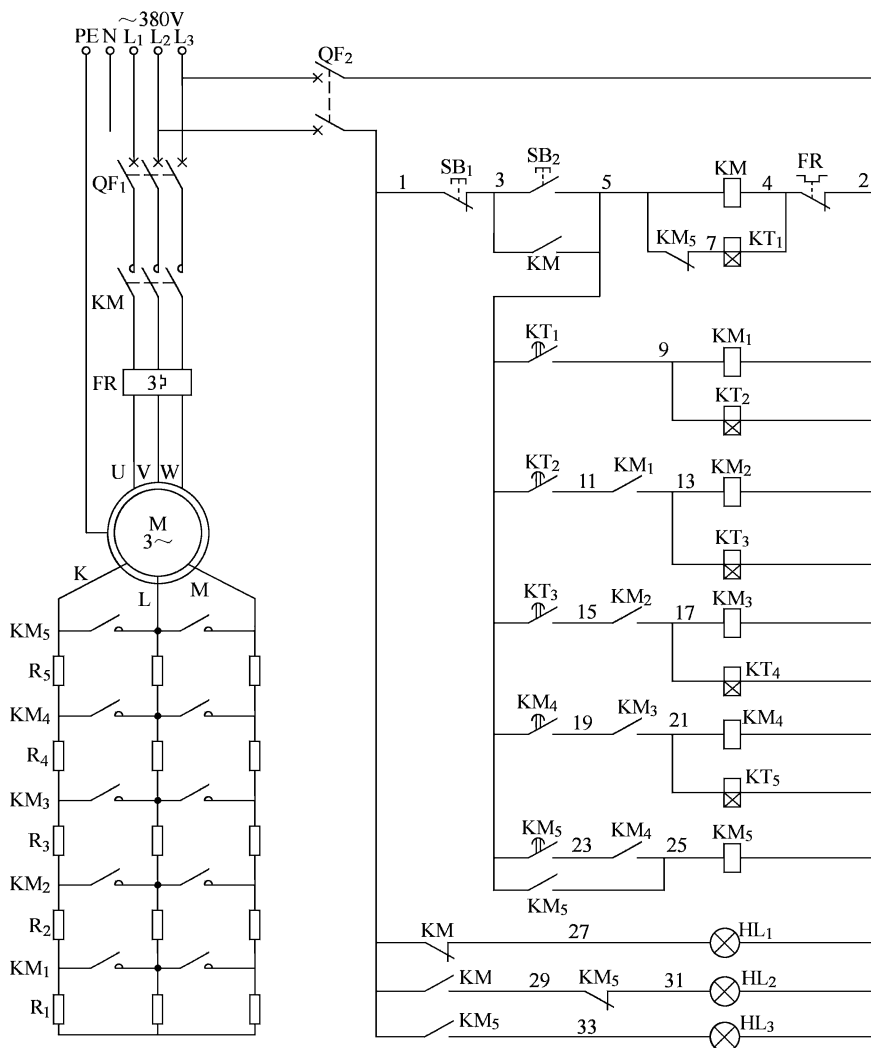 ～380V
PE N L1 L2 L3
QF2
QF1
SB1 SB2 KM FR
1 3 5 4 2
KM KM5 7 KT1
KM
KT1 9 KM1
KT2
FR 3
U V W
KT2 11 KM1 13 KM2
KT3
M
3～
K L M
KT3 15 KM2 17 KM3
KT4
KM5
R5
KM4
R4
KM3
R3
KM2
R2
KM1
R1
KM4 19 KM3 21 KM4
KT5
KM5 23 KM4 25 KM5
KM5
KM 27 HL1
KM 29 KM5 31 HL2
KM5 33 HL3